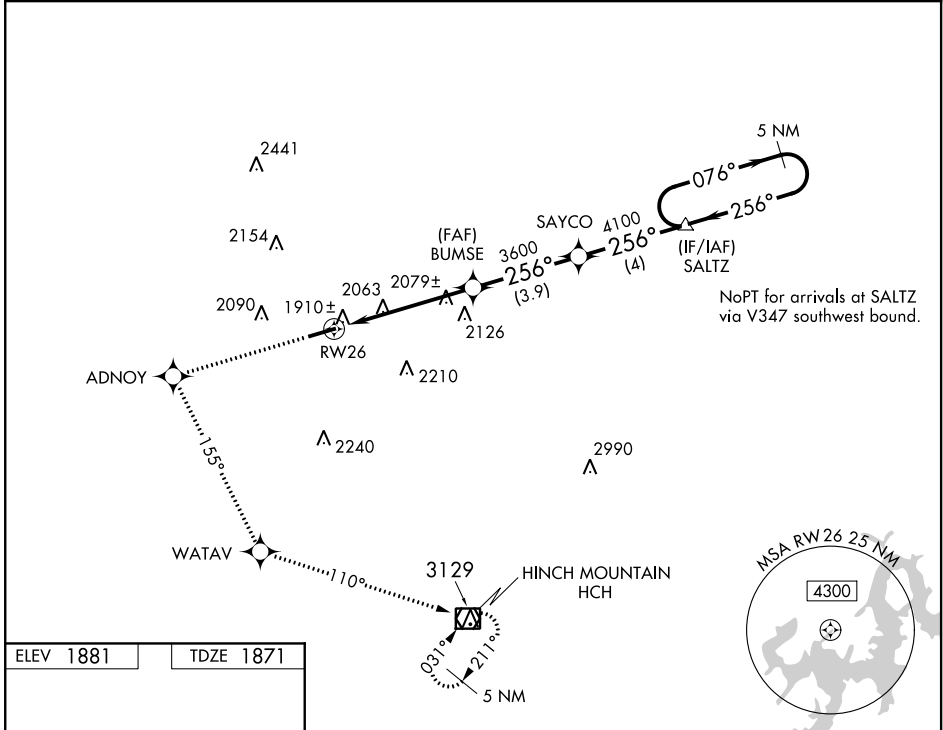 5 NM
2441
076°
256°
SAYCO
4100
2154
(FAF)
BUMSE
3600
256°
(4)
(IF/IAF)
SALTZ
256°
(3.9)
2079±
2063
2090
1910±
NoPT for arrivals at SALTZ
via V347 southwest bound.
2126
RW26
ADNOY
2210
155°
2240
2990
WATAV
110°
3129
HINCH MOUNTAIN
HCH
MSA RW26 25 NM
4300
031°
211°
5 NM
ELEV 1881
TDZE 1871